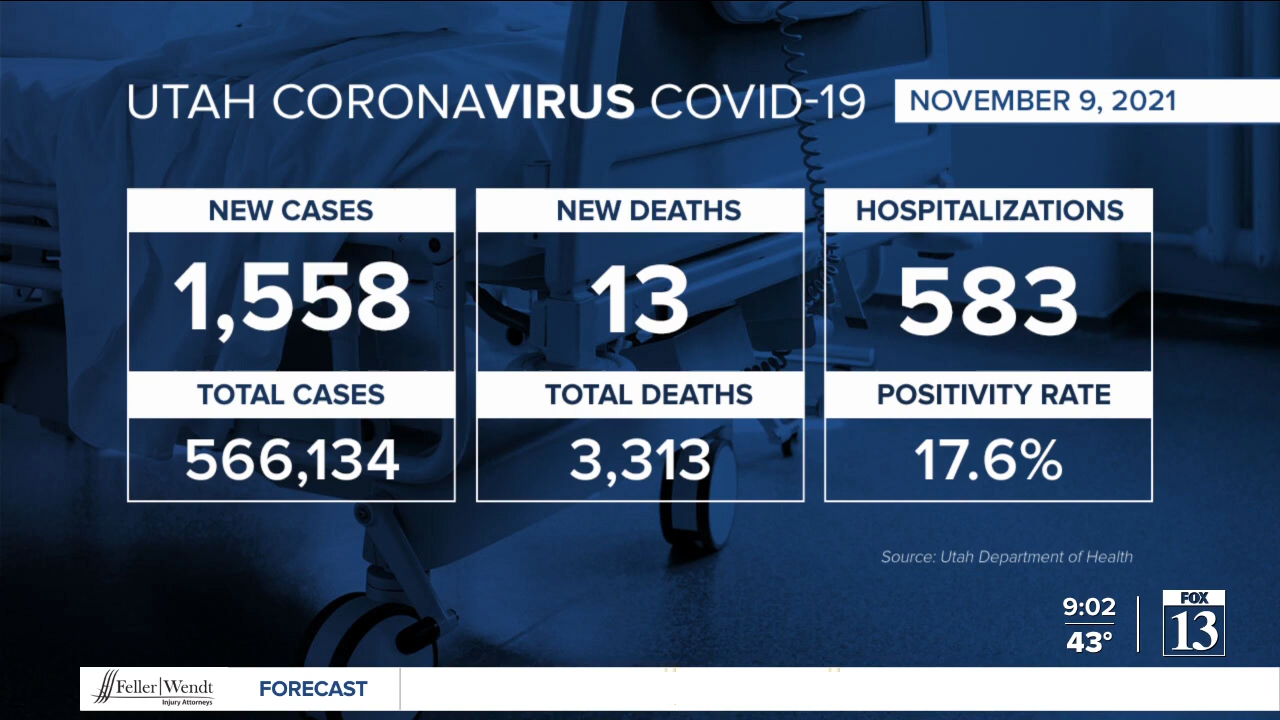 UTAH CORONAVIRUS COVID-19
NOVEMBER 9, 2021
NEW CASES
1,558
TOTAL CASES
566,134
NEW DEATHS
13
TOTAL DEATHS
3,313
HOSPITALIZATIONS
583
POSITIVITY RATE
17.6%
Source: Utah Department of Health
9:02
43°
FOX
13
Feller|Wendt
Injury Attorneys
FORECAST